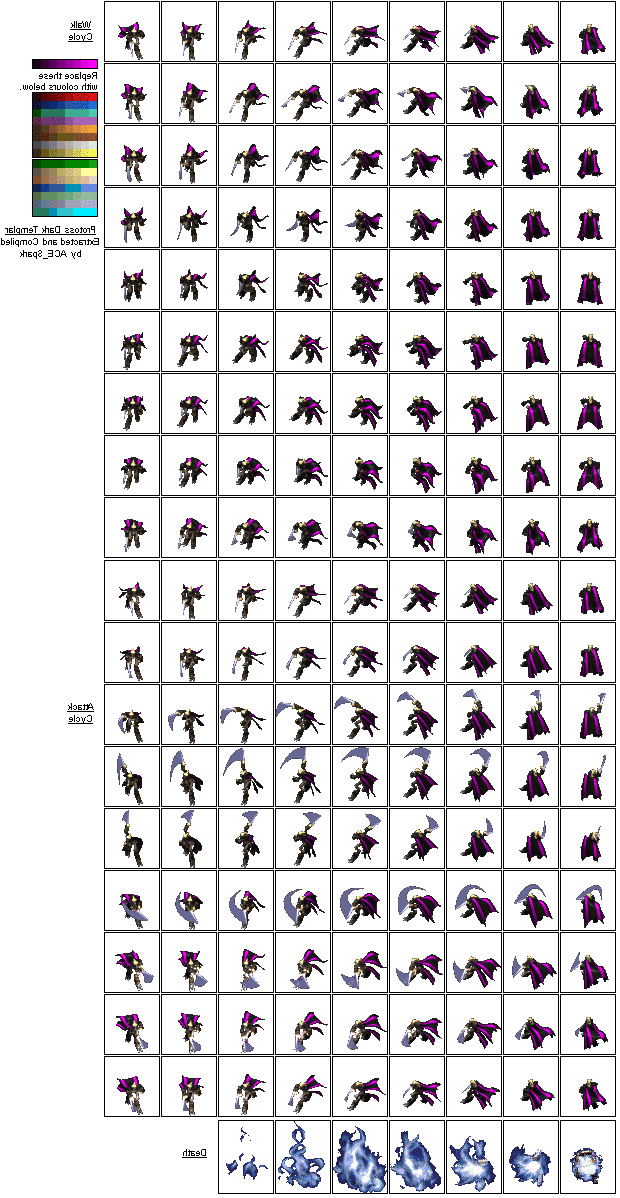 Walk
Cycle
Replace these
with colours below.
Protoss Dark Templar
Extracted and Compiled
by ACE_Spark
Attack
Cycle
Death